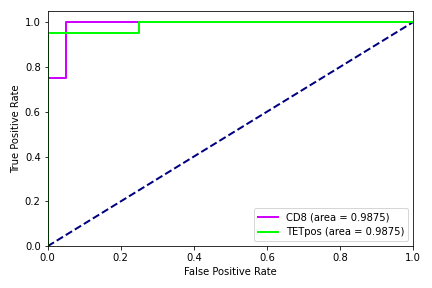 1.0
0.8
0.6
0.4
0.2
0.0
True Positive Rate
CD8 (area = 0.9875)
TETpos (area = 0.9875)
0.0 0.2 0.4 0.6 0.8 1.0
False Positive Rate